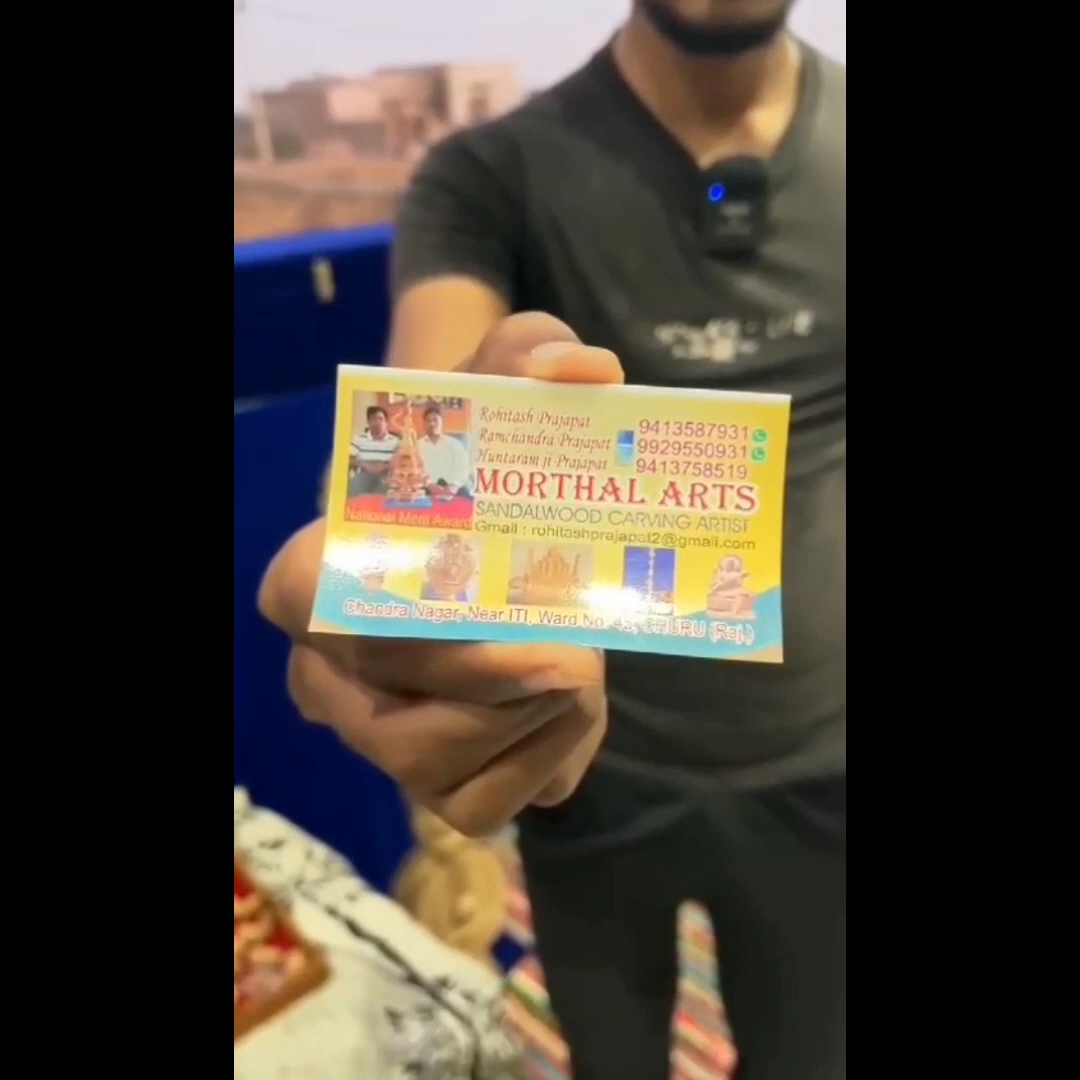 Rohitash Prajapat 9413587931
Ramchandra Prajapat 9929550931
Huntaram ji Prajapat 9413758519
MORTHAL ARTS
SANDALWOOD CARVING ARTIST
Gmail : rohitashprajapat2@gmail.com
National Merit Award
Chandra Nagar, Near ITI, Ward No. CHURU (Raj.)